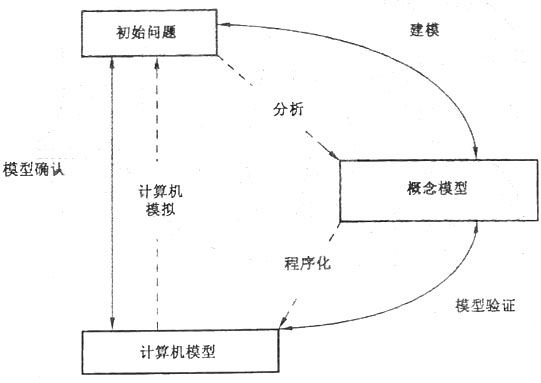 初始问题
建模
分析
模型确认
计算机
模拟
概念模型
程序化
模型验证
计算机模型